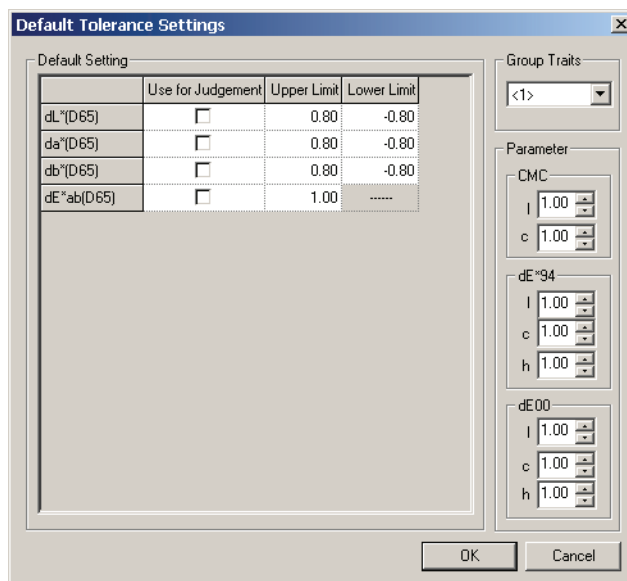 Default Tolerance Settings
Default Setting
Use for Judgement Upper Limit Lower Limit
dL*(D65) 0.80 -0.80
da*(D65) 0.80 -0.80
db*(D65) 0.80 -0.80
dE*ab(D65) 1.00 ------
Group Traits
<1>
Parameter
CMC
l 1.00
c 1.00
dE*94
l 1.00
c 1.00
h 1.00
dE00
l 1.00
c 1.00
h 1.00
OK Cancel